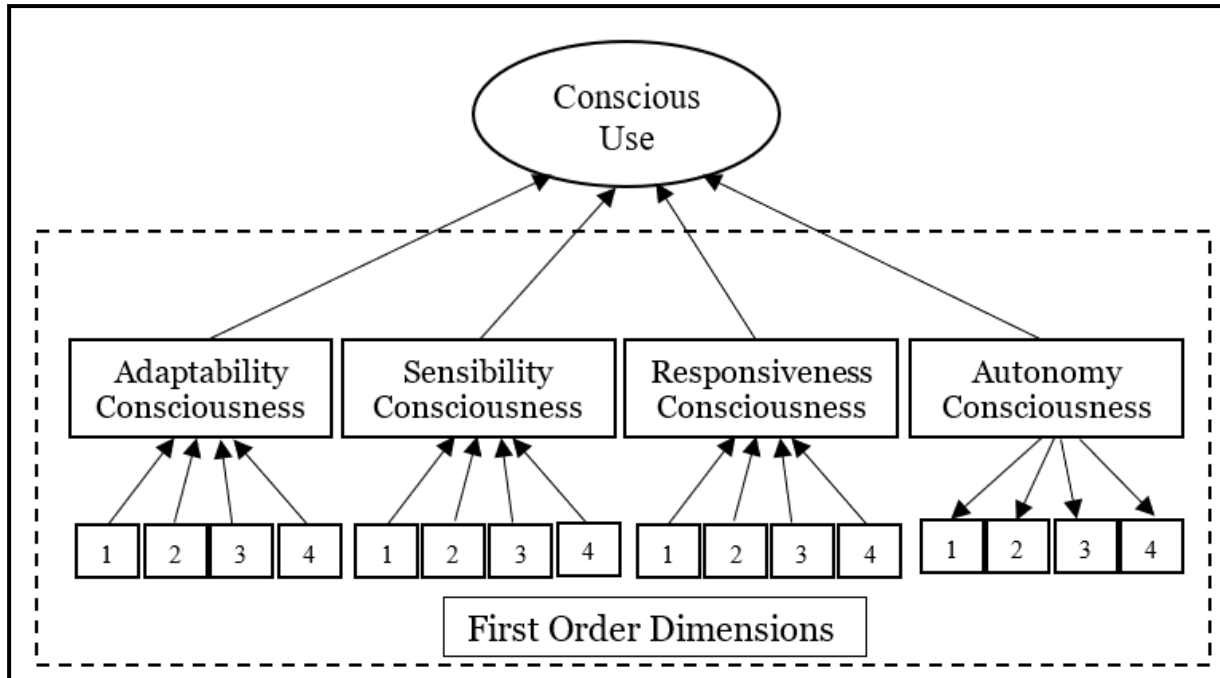 Conscious
Use
Adaptability
Consciousness
Sensibility
Consciousness
Responsiveness
Consciousness
Autonomy
Consciousness
1 2 3 4
1 2 3 4
1 2 3 4
1 2 3 4
First Order Dimensions